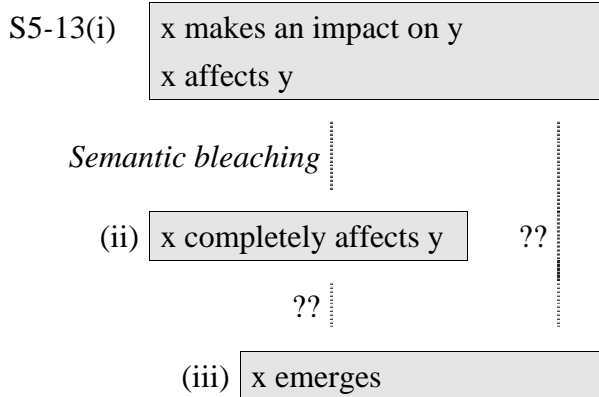 S5-13(i) x makes an impact on y
x affects y
Semantic bleaching
(ii) x completely affects y ??
??
(iii) x emerges